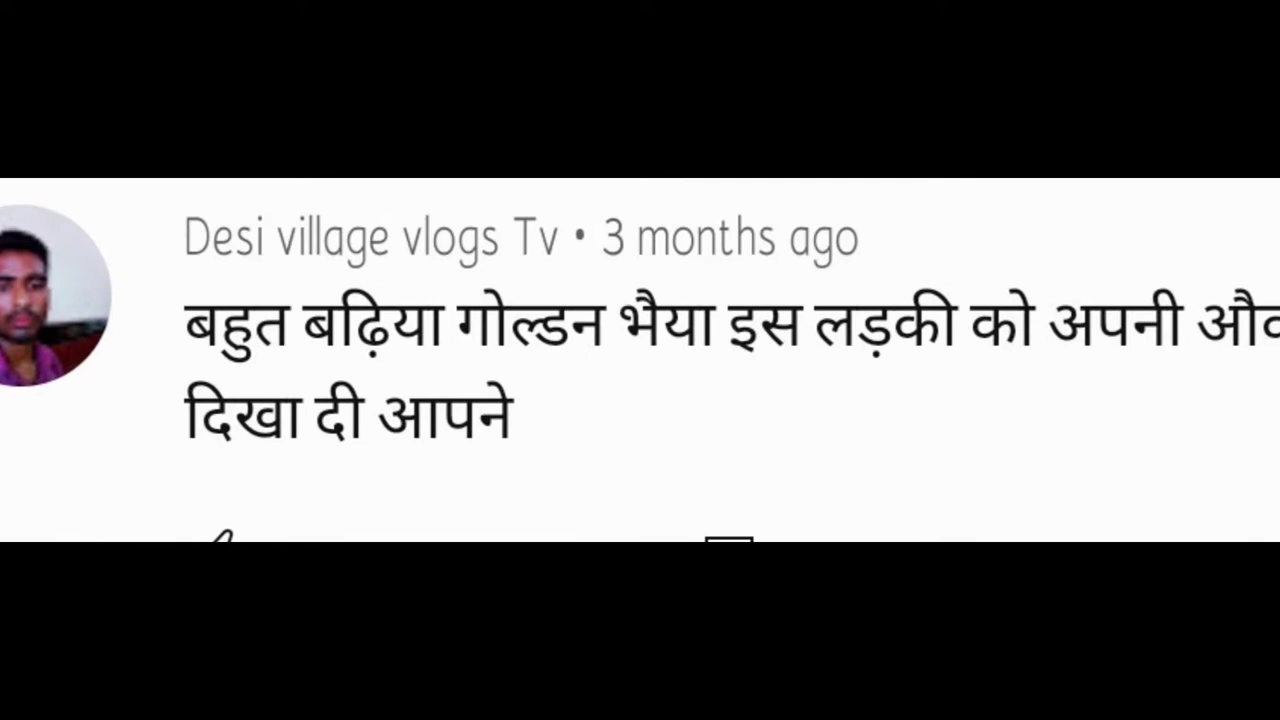 Desi village vlogs Tv • 3 months ago
बहुत बढ़िया गोल्डन भैया इस लड़की को अपनी
दिखा दी आपने